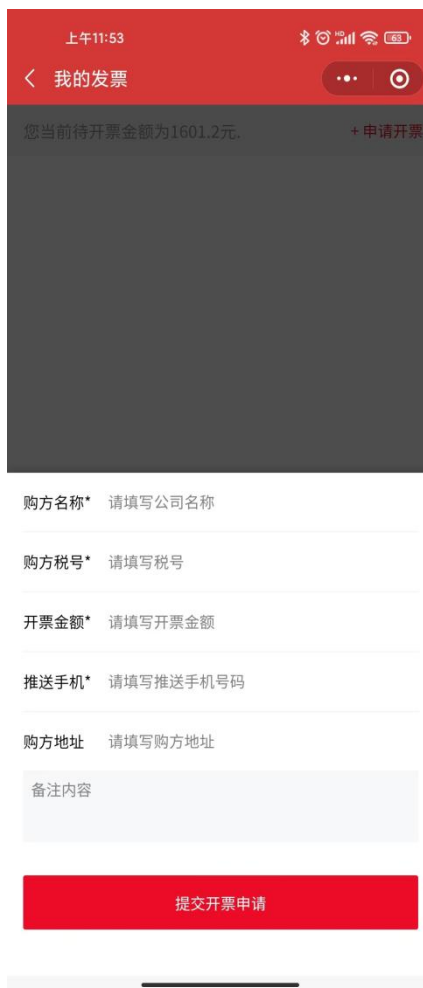 上午11:53
HD
63
我的发票
您当前待开票金额为1601.2元.
+ 申请开票
购方名称* 请填写公司名称
购方税号* 请填写税号
开票金额* 请填写开票金额
推送手机* 请填写推送手机号码
购方地址 请填写购方地址
备注内容
提交开票申请